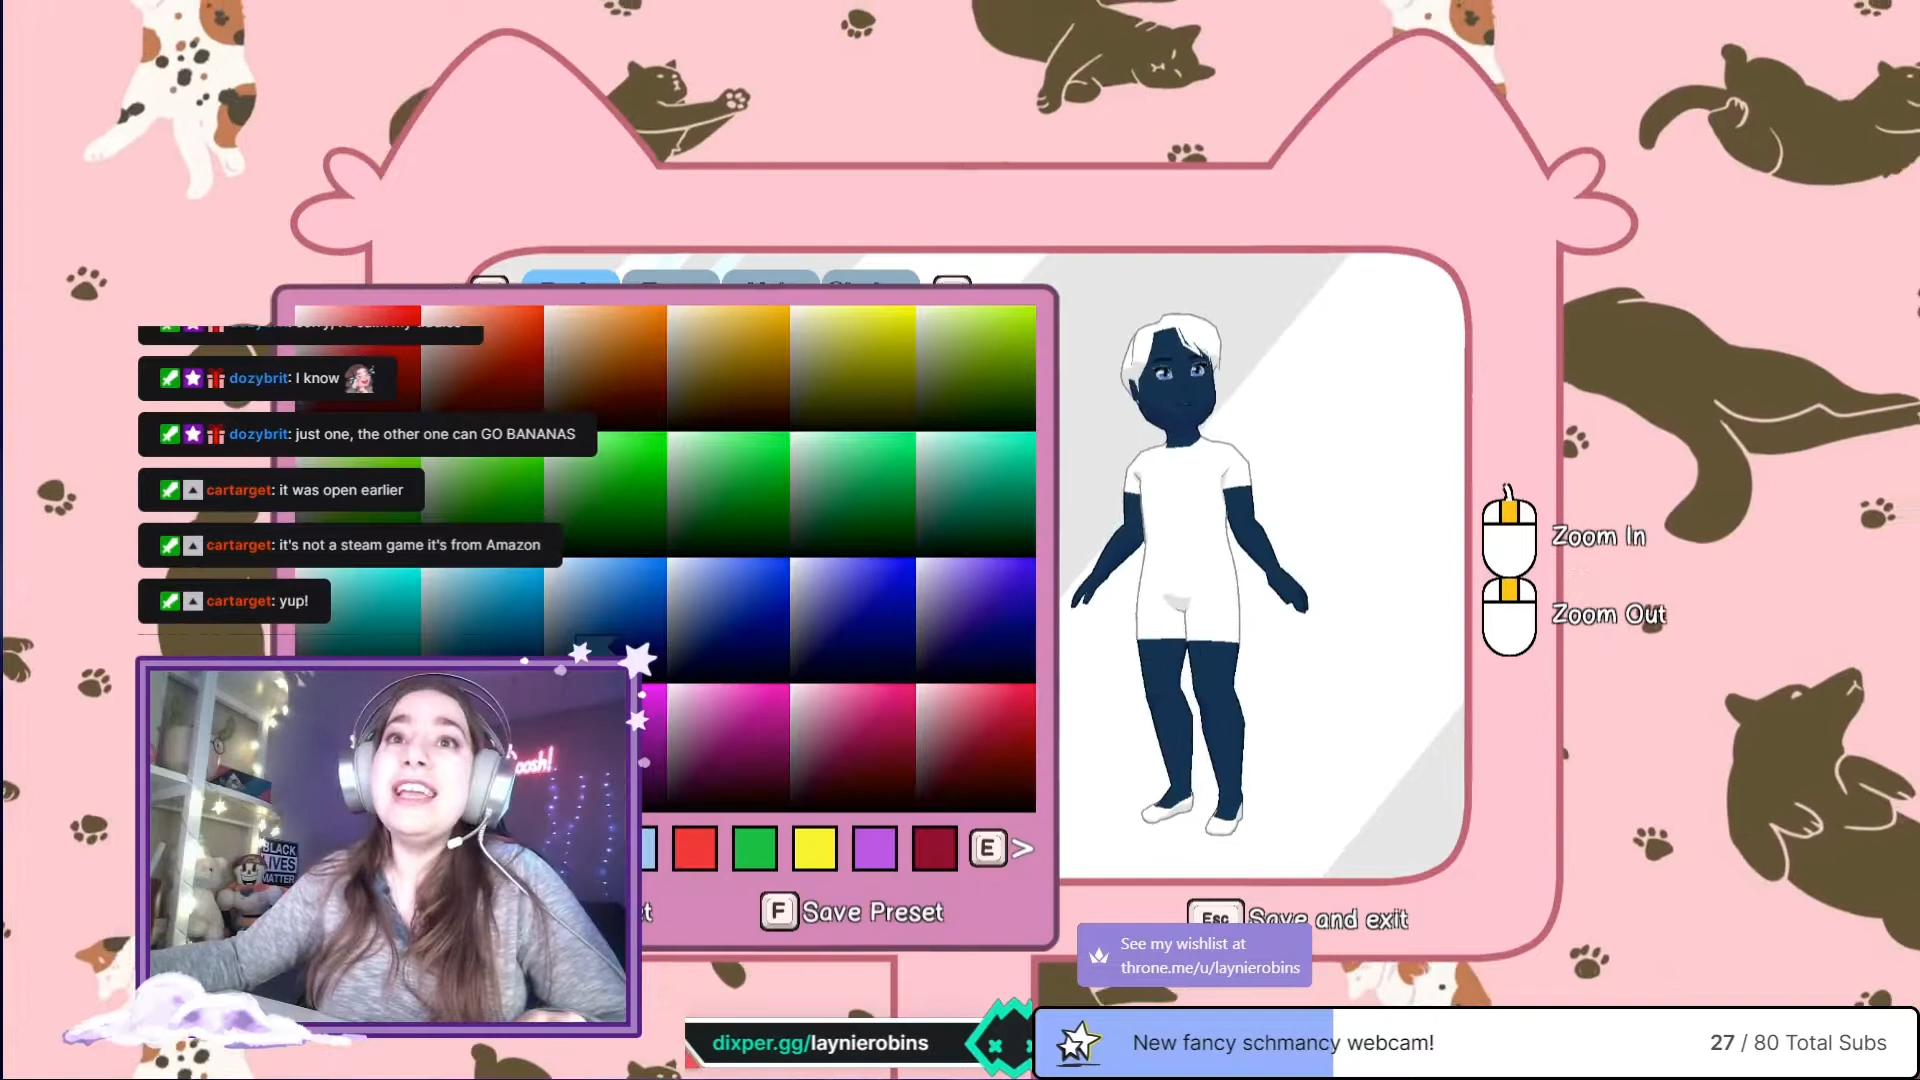 dozybrit: I know
dozybrit: just one, the other one can GO BANANAS
cartarget: it was open earlier
cartarget: it's not a steam game it's from Amazon
cartarget: yup!
Zoom In
Zoom Out
oosh!
BLACK
LIVES
MATTER
E >
F Save Preset
Esc Save and exit
See my wishlist at
throne.me/u/laynierobins
dixper.gg/laynierobins
New fancy schmancy webcam!
27 / 80 Total Subs